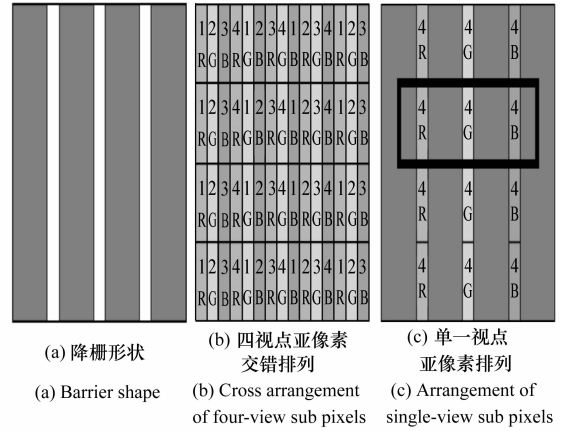 1 2 3 4 1 2 3 4 1 2 3 4 1 2 3
R G B R G B R G B R G B R G B
1 2 3 4 1 2 3 4 1 2 3 4 1 2 3
R G B R G B R G B R G B R G B
1 2 3 4 1 2 3 4 1 2 3 4 1 2 3
R G B R G B R G B R G B R G B
1 2 3 4 1 2 3 4 1 2 3 4 1 2 3
R G B R G B R G B R G B R G B
4 4 4
R G B
4 4 4
R G B
4 4 4
R G B
4 4 4
R G B
(a) 降栅形状
(a) Barrier shape
(b) 四视点亚像素
交错排列
(b) Cross arrangement
of four-view sub pixels
(c) 单一视点
亚像素排列
(c) Arrangement of
single-view sub pixels